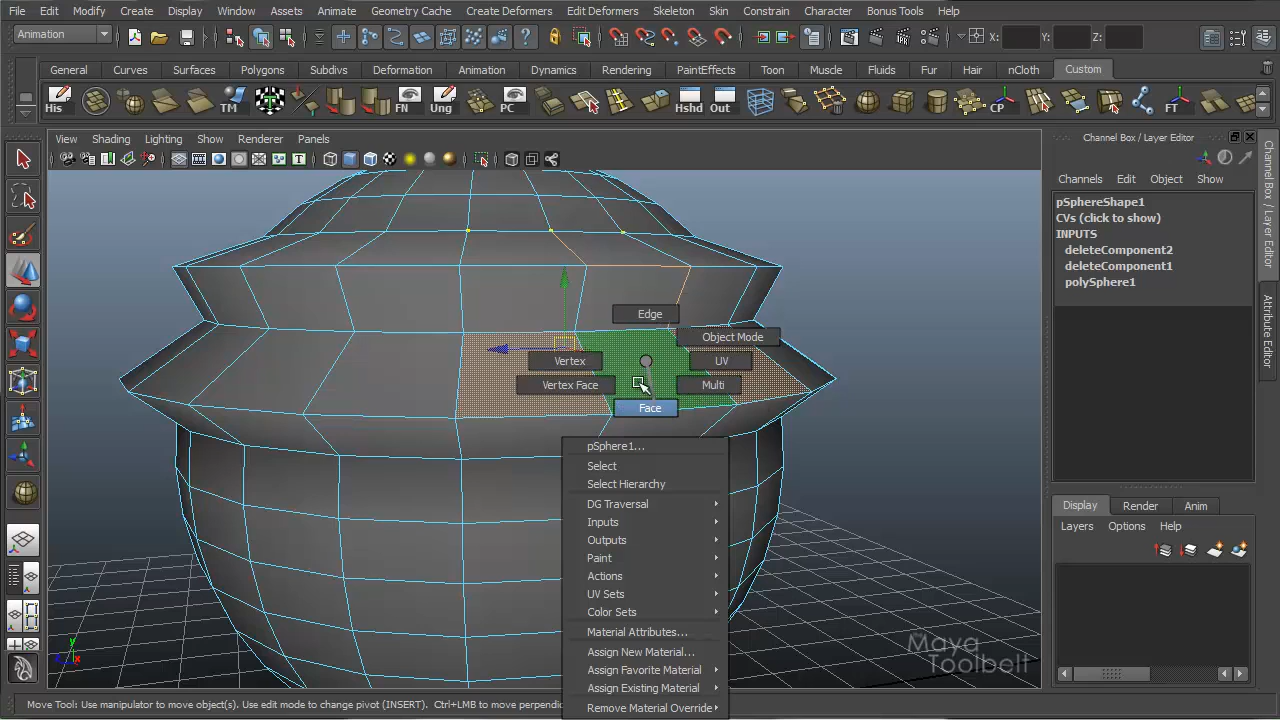 File Edit Modify Create Display Window Assets Animate Geometry Cache Create Deformers Edit Deformers Skeleton Skin Constrain Character Bonus Tools Help
Animation X: Y: Z:
General Curves Surfaces Polygons Subdivs Deformation Animation Dynamics Rendering PaintEffects Toon Muscle Fluids Fur Hair nCloth Custom
His TM FN Ung PC Hshd Out CP FT
View Shading Lighting Show Renderer Panels
Channel Box / Layer Editor
Channels Edit Object Show
pSphereShape1
CVs (click to show)
INPUTS
deleteComponent2
deleteComponent1
polySphere1
Channel Box / Layer Editor
Attribute Editor
Edge
Object Mode
Vertex UV
Vertex Face Multi
Face
pSphere1...
Select
Select Hierarchy
DG Traversal
Inputs
Outputs
Paint
Actions
UV Sets
Color Sets
Material Attributes...
Assign New Material...
Assign Favorite Material
Assign Existing Material
Remove Material Override
Display Render Anim
Layers Options Help
y
z x
Maya
Toolbelt
Move Tool: Use manipulator to move object(s). Use edit mode to change pivot (INSERT). Ctrl+LMB to move perpendic